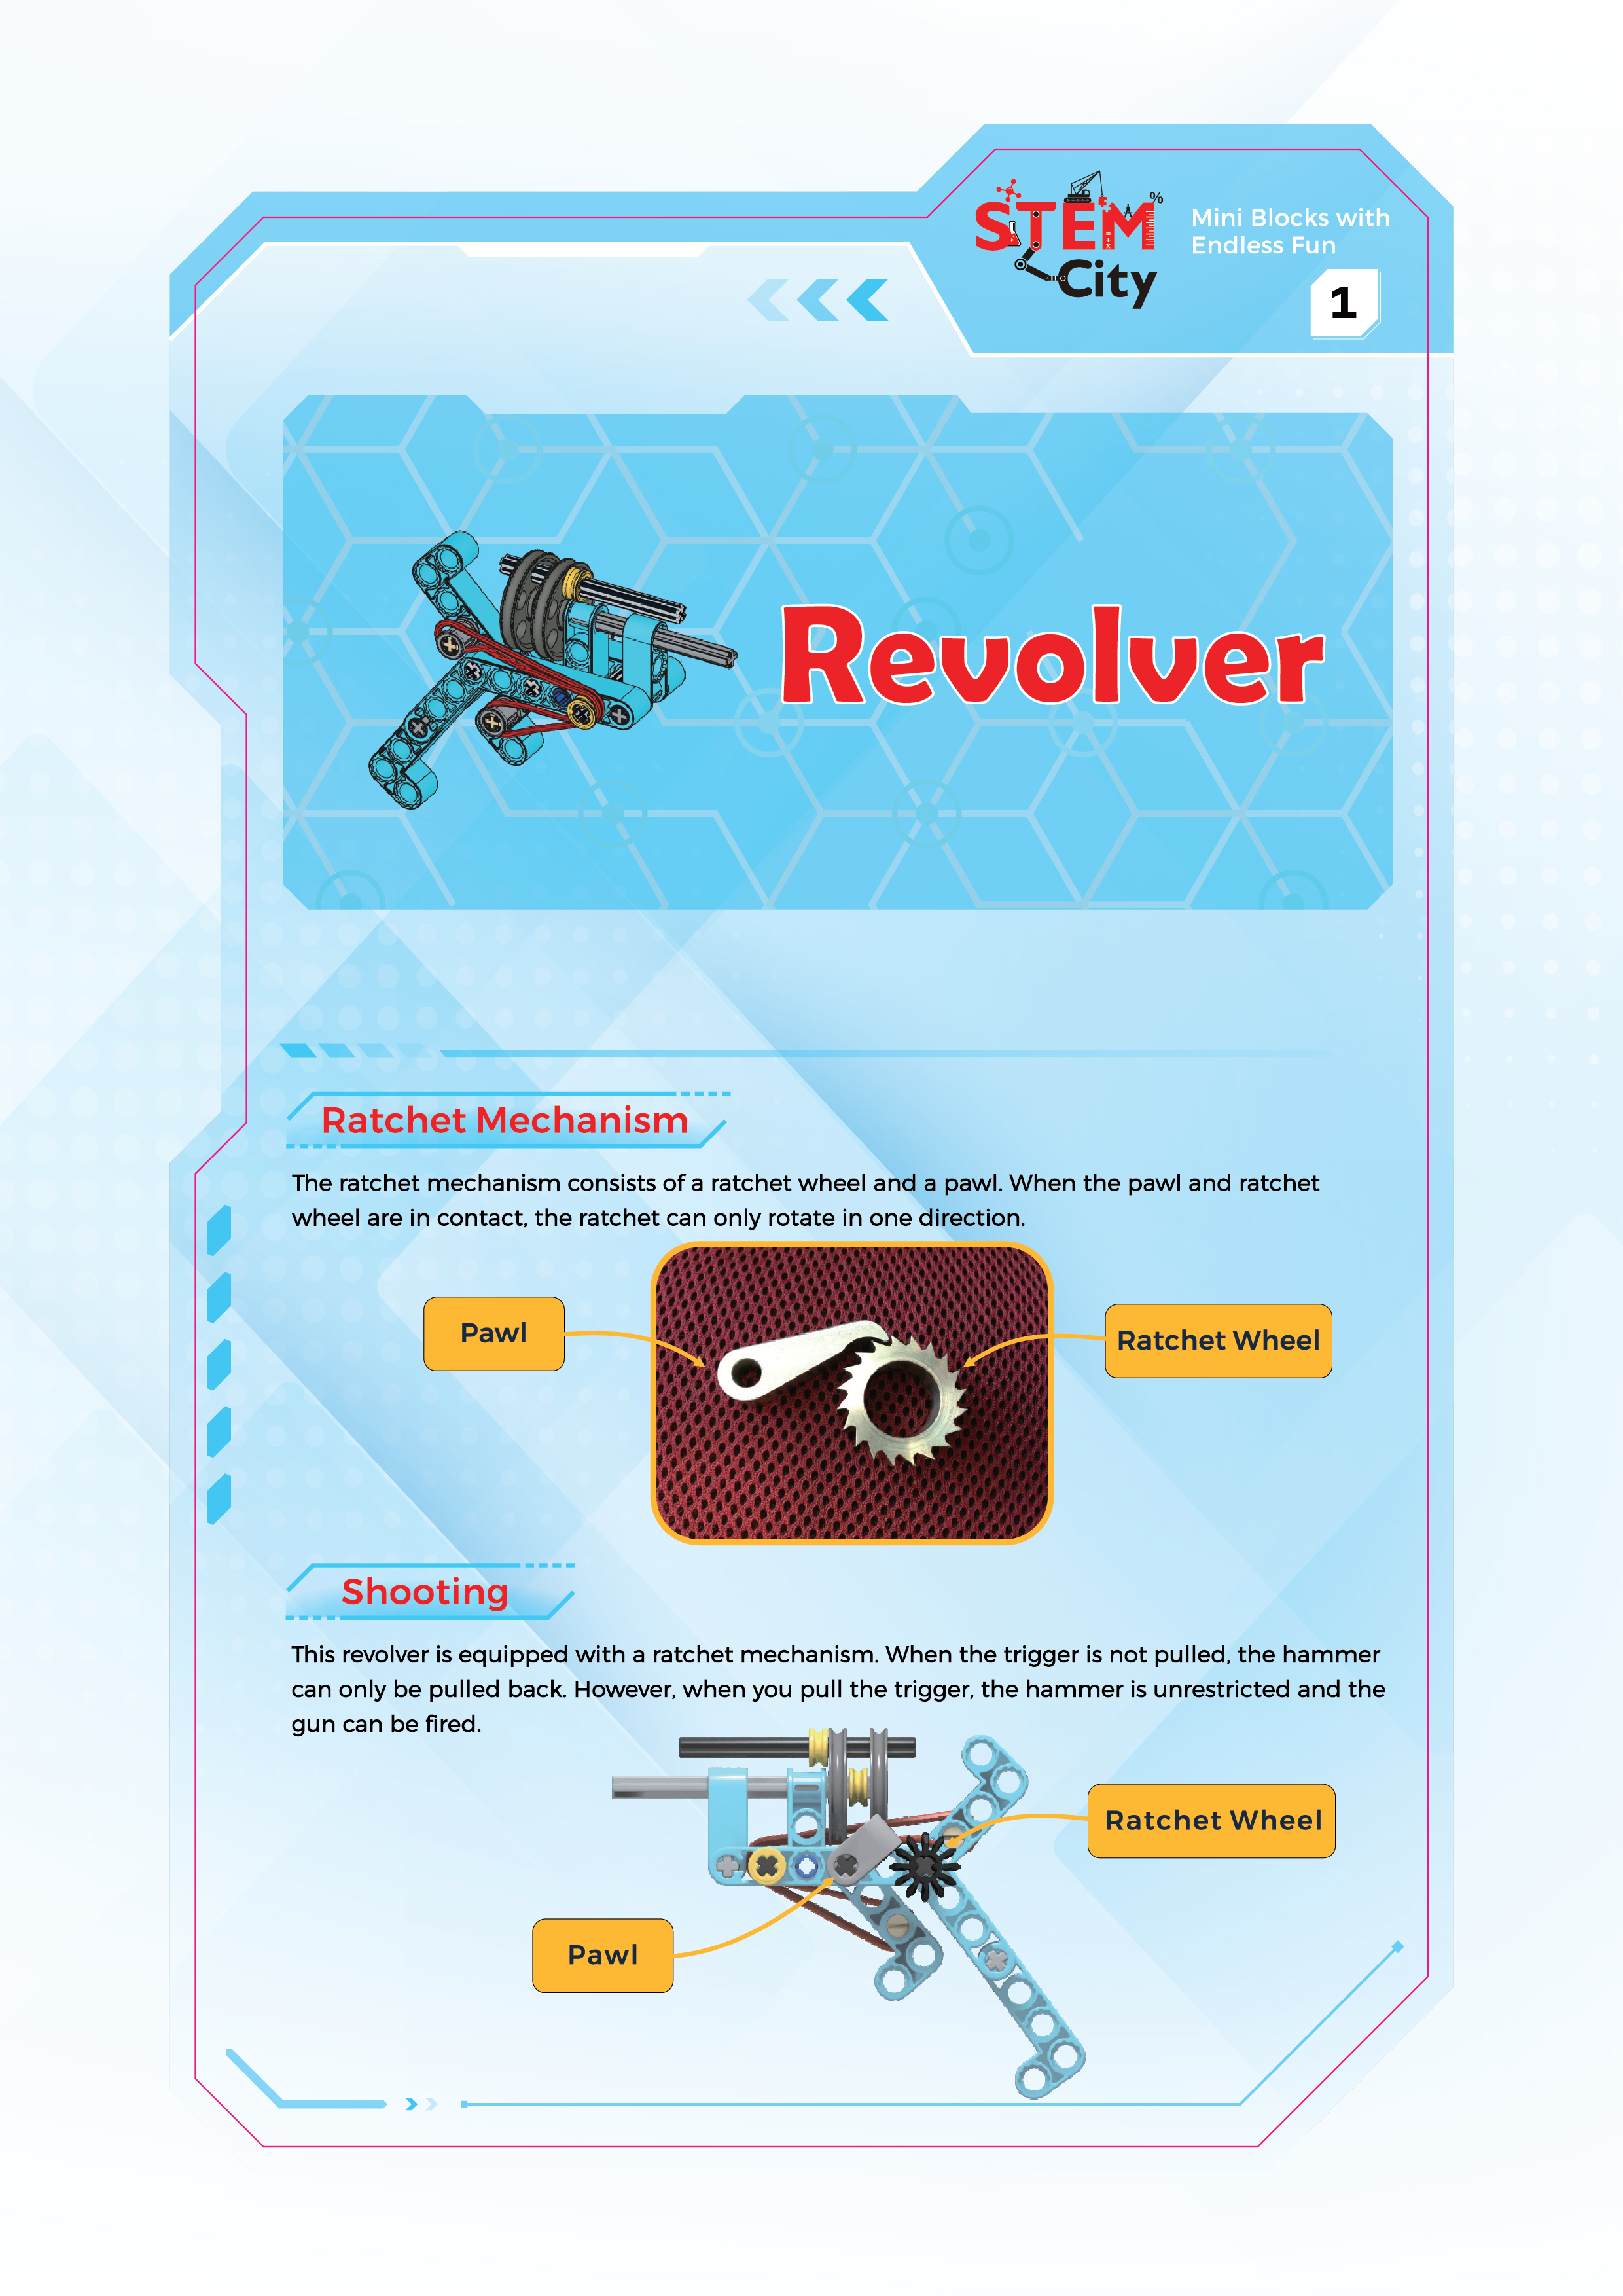 STEM
%
City
Mini Blocks with
Endless Fun
1
Revolver
Ratchet Mechanism
The ratchet mechanism consists of a ratchet wheel and a pawl. When the pawl and ratchet
wheel are in contact, the ratchet can only rotate in one direction.
Pawl
Ratchet Wheel
Shooting
This revolver is equipped with a ratchet mechanism. When the trigger is not pulled, the hammer
can only be pulled back. However, when you pull the trigger, the hammer is unrestricted and the
gun can be fired.
Ratchet Wheel
Pawl